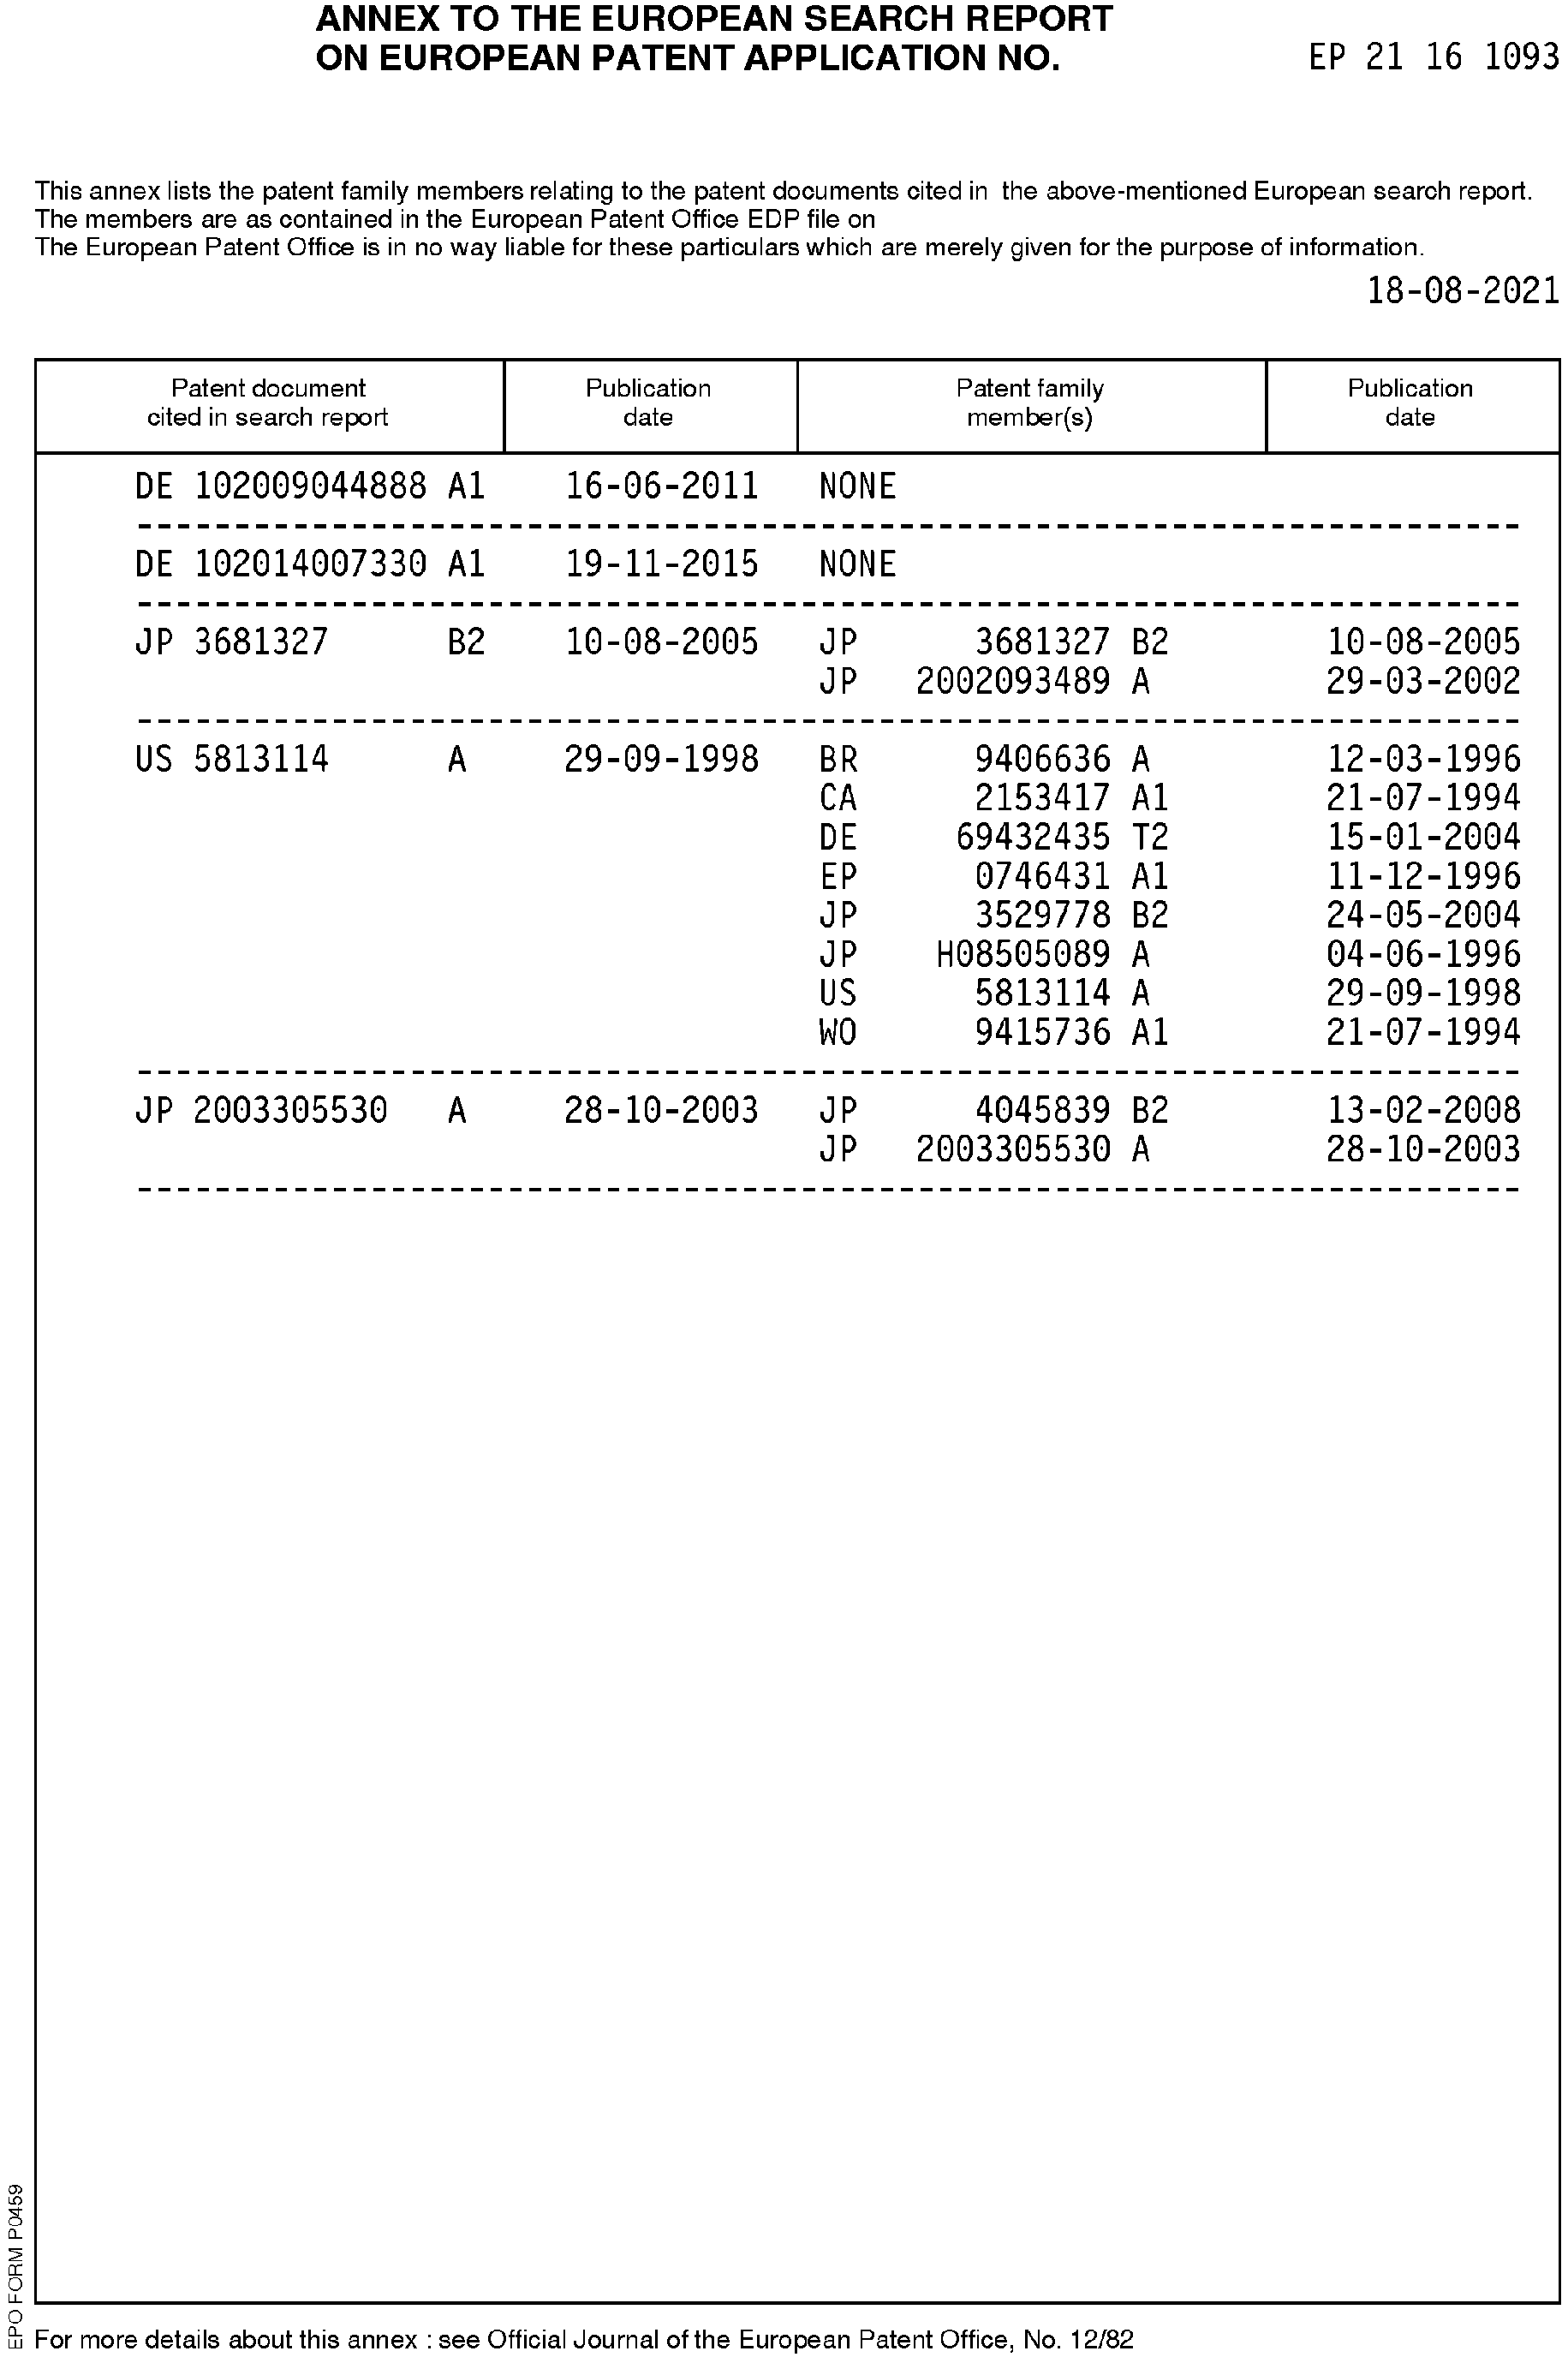 ANNEX TO THE EUROPEAN SEARCH REPORT
ON EUROPEAN PATENT APPLICATION NO. EP 21 16 1093
This annex lists the patent family members relating to the patent documents cited in the above-mentioned European search report.
The members are as contained in the European Patent Office EDP file on
The European Patent Office is in no way liable for these particulars which are merely given for the purpose of information.
18-08-2021
Patent document Publication Patent family Publication
cited in search report date member(s) date
DE 102009044888 A1 16-06-2011 NONE
DE 102014007330 A1 19-11-2015 NONE
JP 3681327 B2 10-08-2005 JP 3681327 B2 10-08-2005
JP 2002093489 A 29-03-2002
US 5813114 A 29-09-1998 BR 9406636 A 12-03-1996
CA 2153417 A1 21-07-1994
DE 69432435 T2 15-01-2004
EP 0746431 A1 11-12-1996
JP 3529778 B2 24-05-2004
JP H08505089 A 04-06-1996
US 5813114 A 29-09-1998
WO 9415736 A1 21-07-1994
JP 2003305530 A 28-10-2003 JP 4045839 B2 13-02-2008
JP 2003305530 A 28-10-2003
EPO FORM P0459
For more details about this annex : see Official Journal of the European Patent Office, No. 12/82